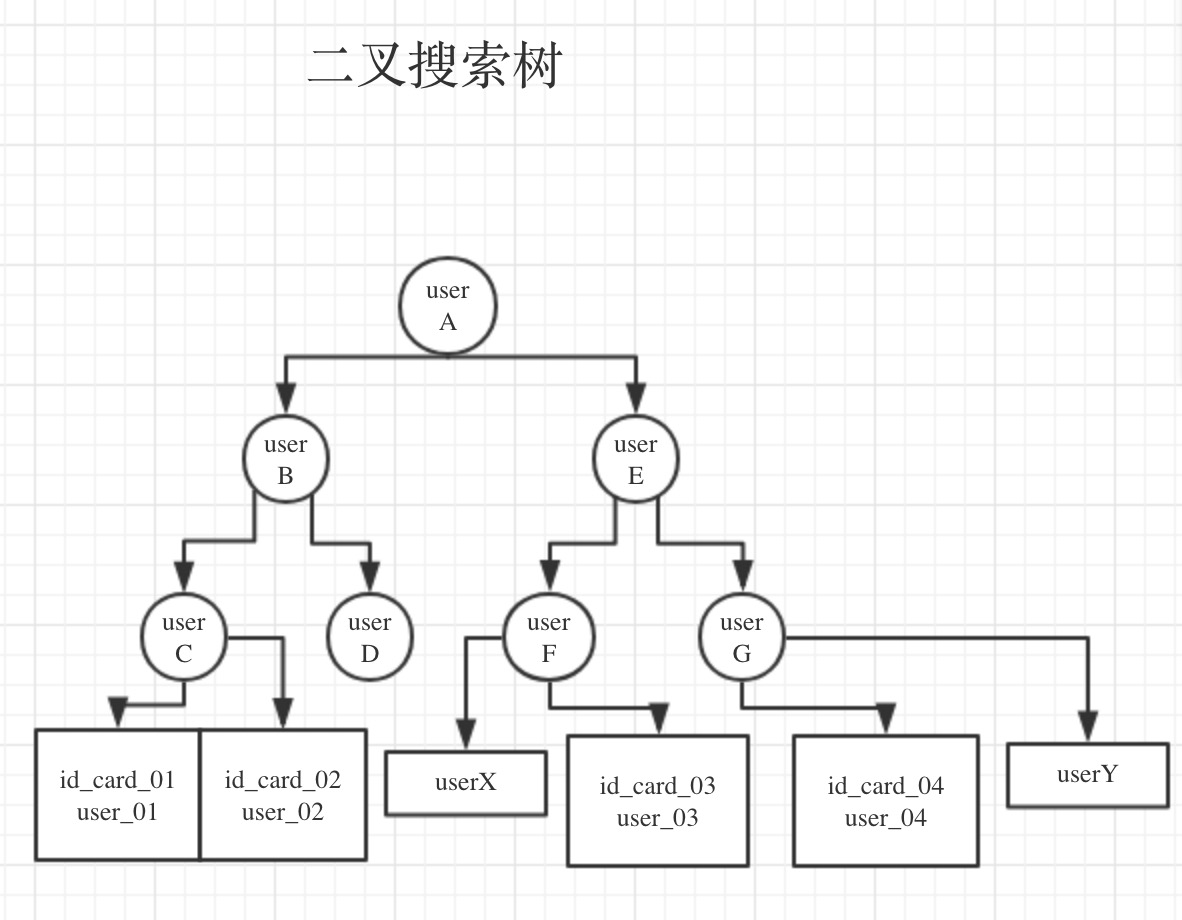 二叉搜索树
user
A
user
B
user
E
user
C
user
D
user
F
user
G
id_card_01
user_01
id_card_02
user_02
userX
id_card_03
user_03
id_card_04
user_04
userY